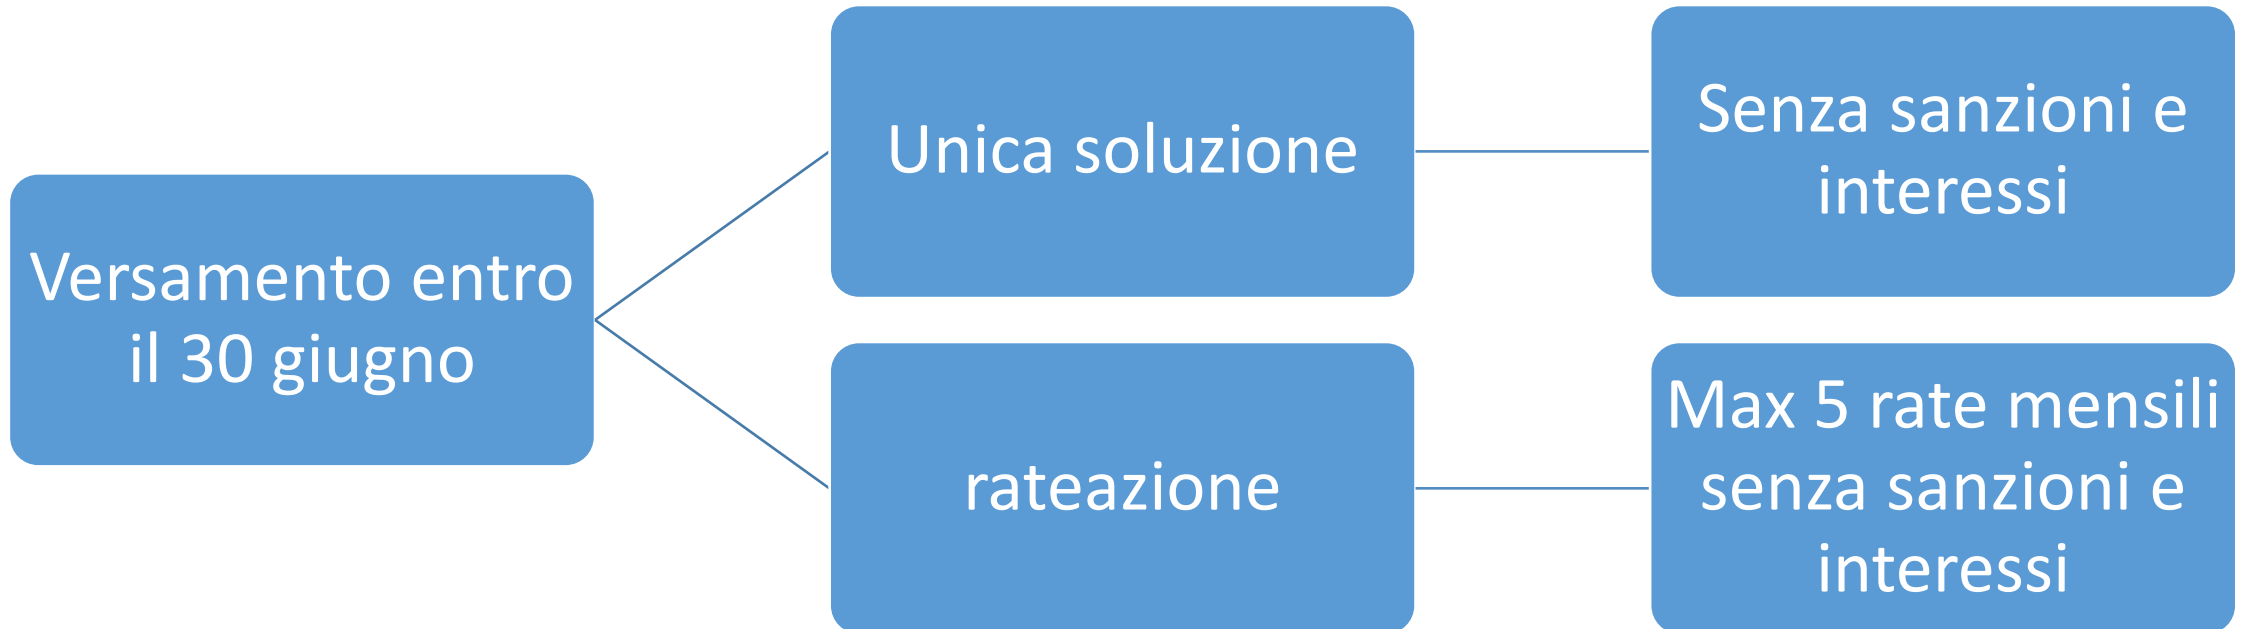 Versamento entro
il 30 giugno
Unica soluzione
Senza sanzioni e
interessi
rateazione
Max 5 rate mensili
senza sanzioni e
interessi